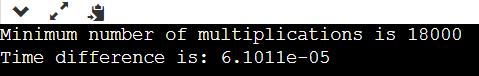 Minimum number of multiplications is 18000
Time difference is: 6.1011e-05